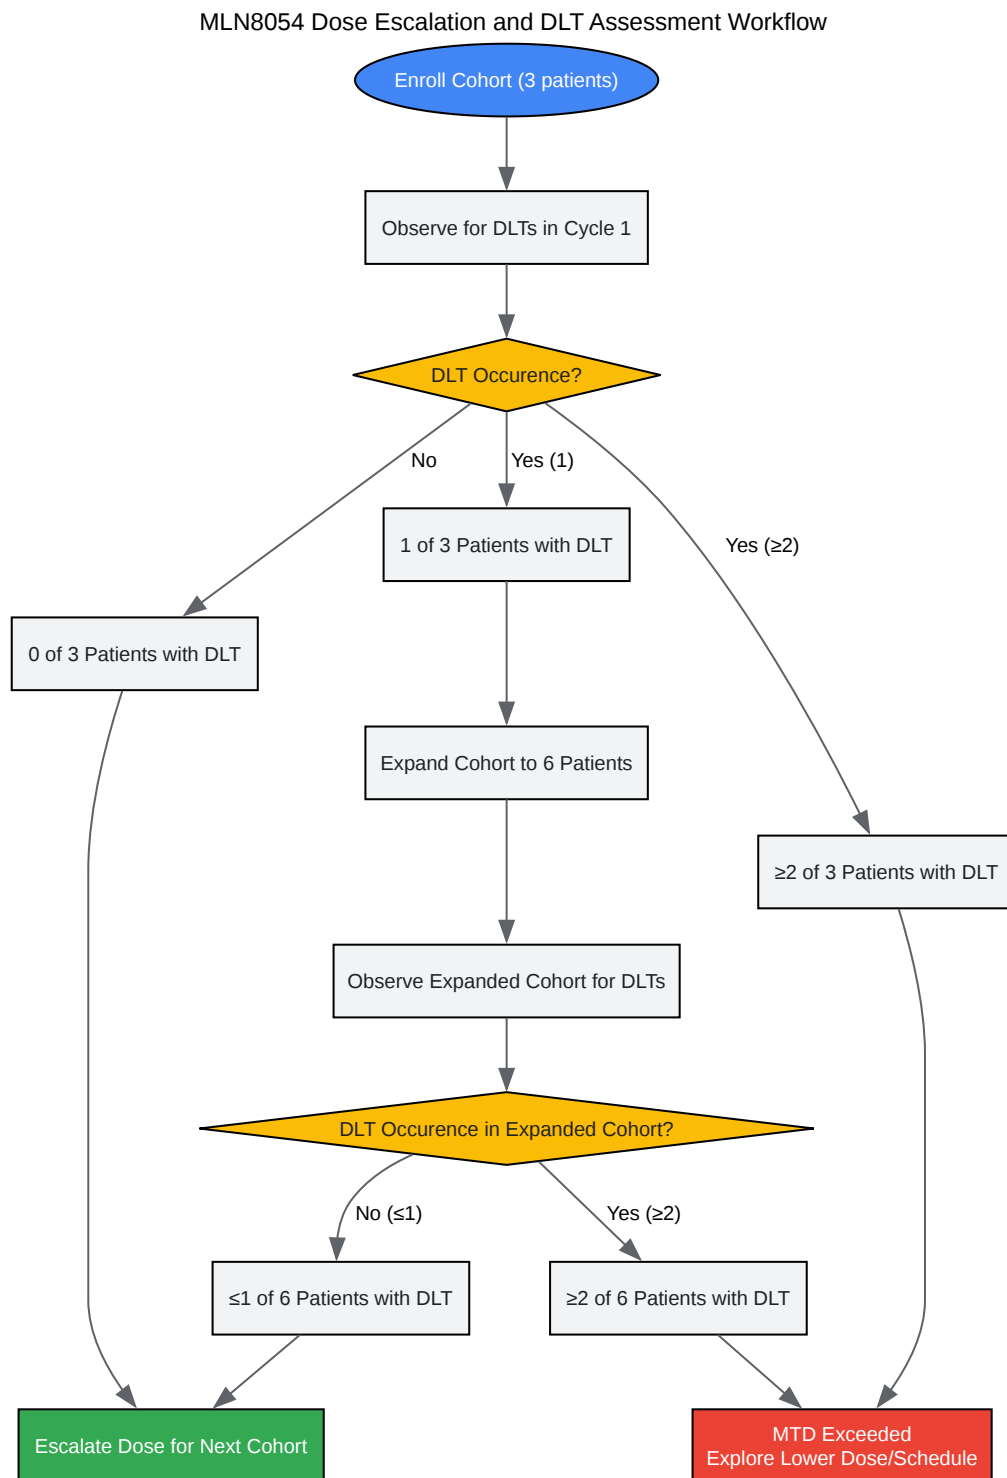 MLN8054 Dose Escalation and DLT Assessment Workflow
Enroll Cohort (3 patients)
Observe for DLTs in Cycle 1
DLT Occurence?
No
Yes (1)
Yes (≥2)
1 of 3 Patients with DLT
0 of 3 Patients with DLT
Expand Cohort to 6 Patients
≥2 of 3 Patients with DLT
Observe Expanded Cohort for DLTs
DLT Occurence in Expanded Cohort?
No (≤1)
Yes (≥2)
≤1 of 6 Patients with DLT
≥2 of 6 Patients with DLT
Escalate Dose for Next Cohort
MTD Exceeded
Explore Lower Dose/Schedule